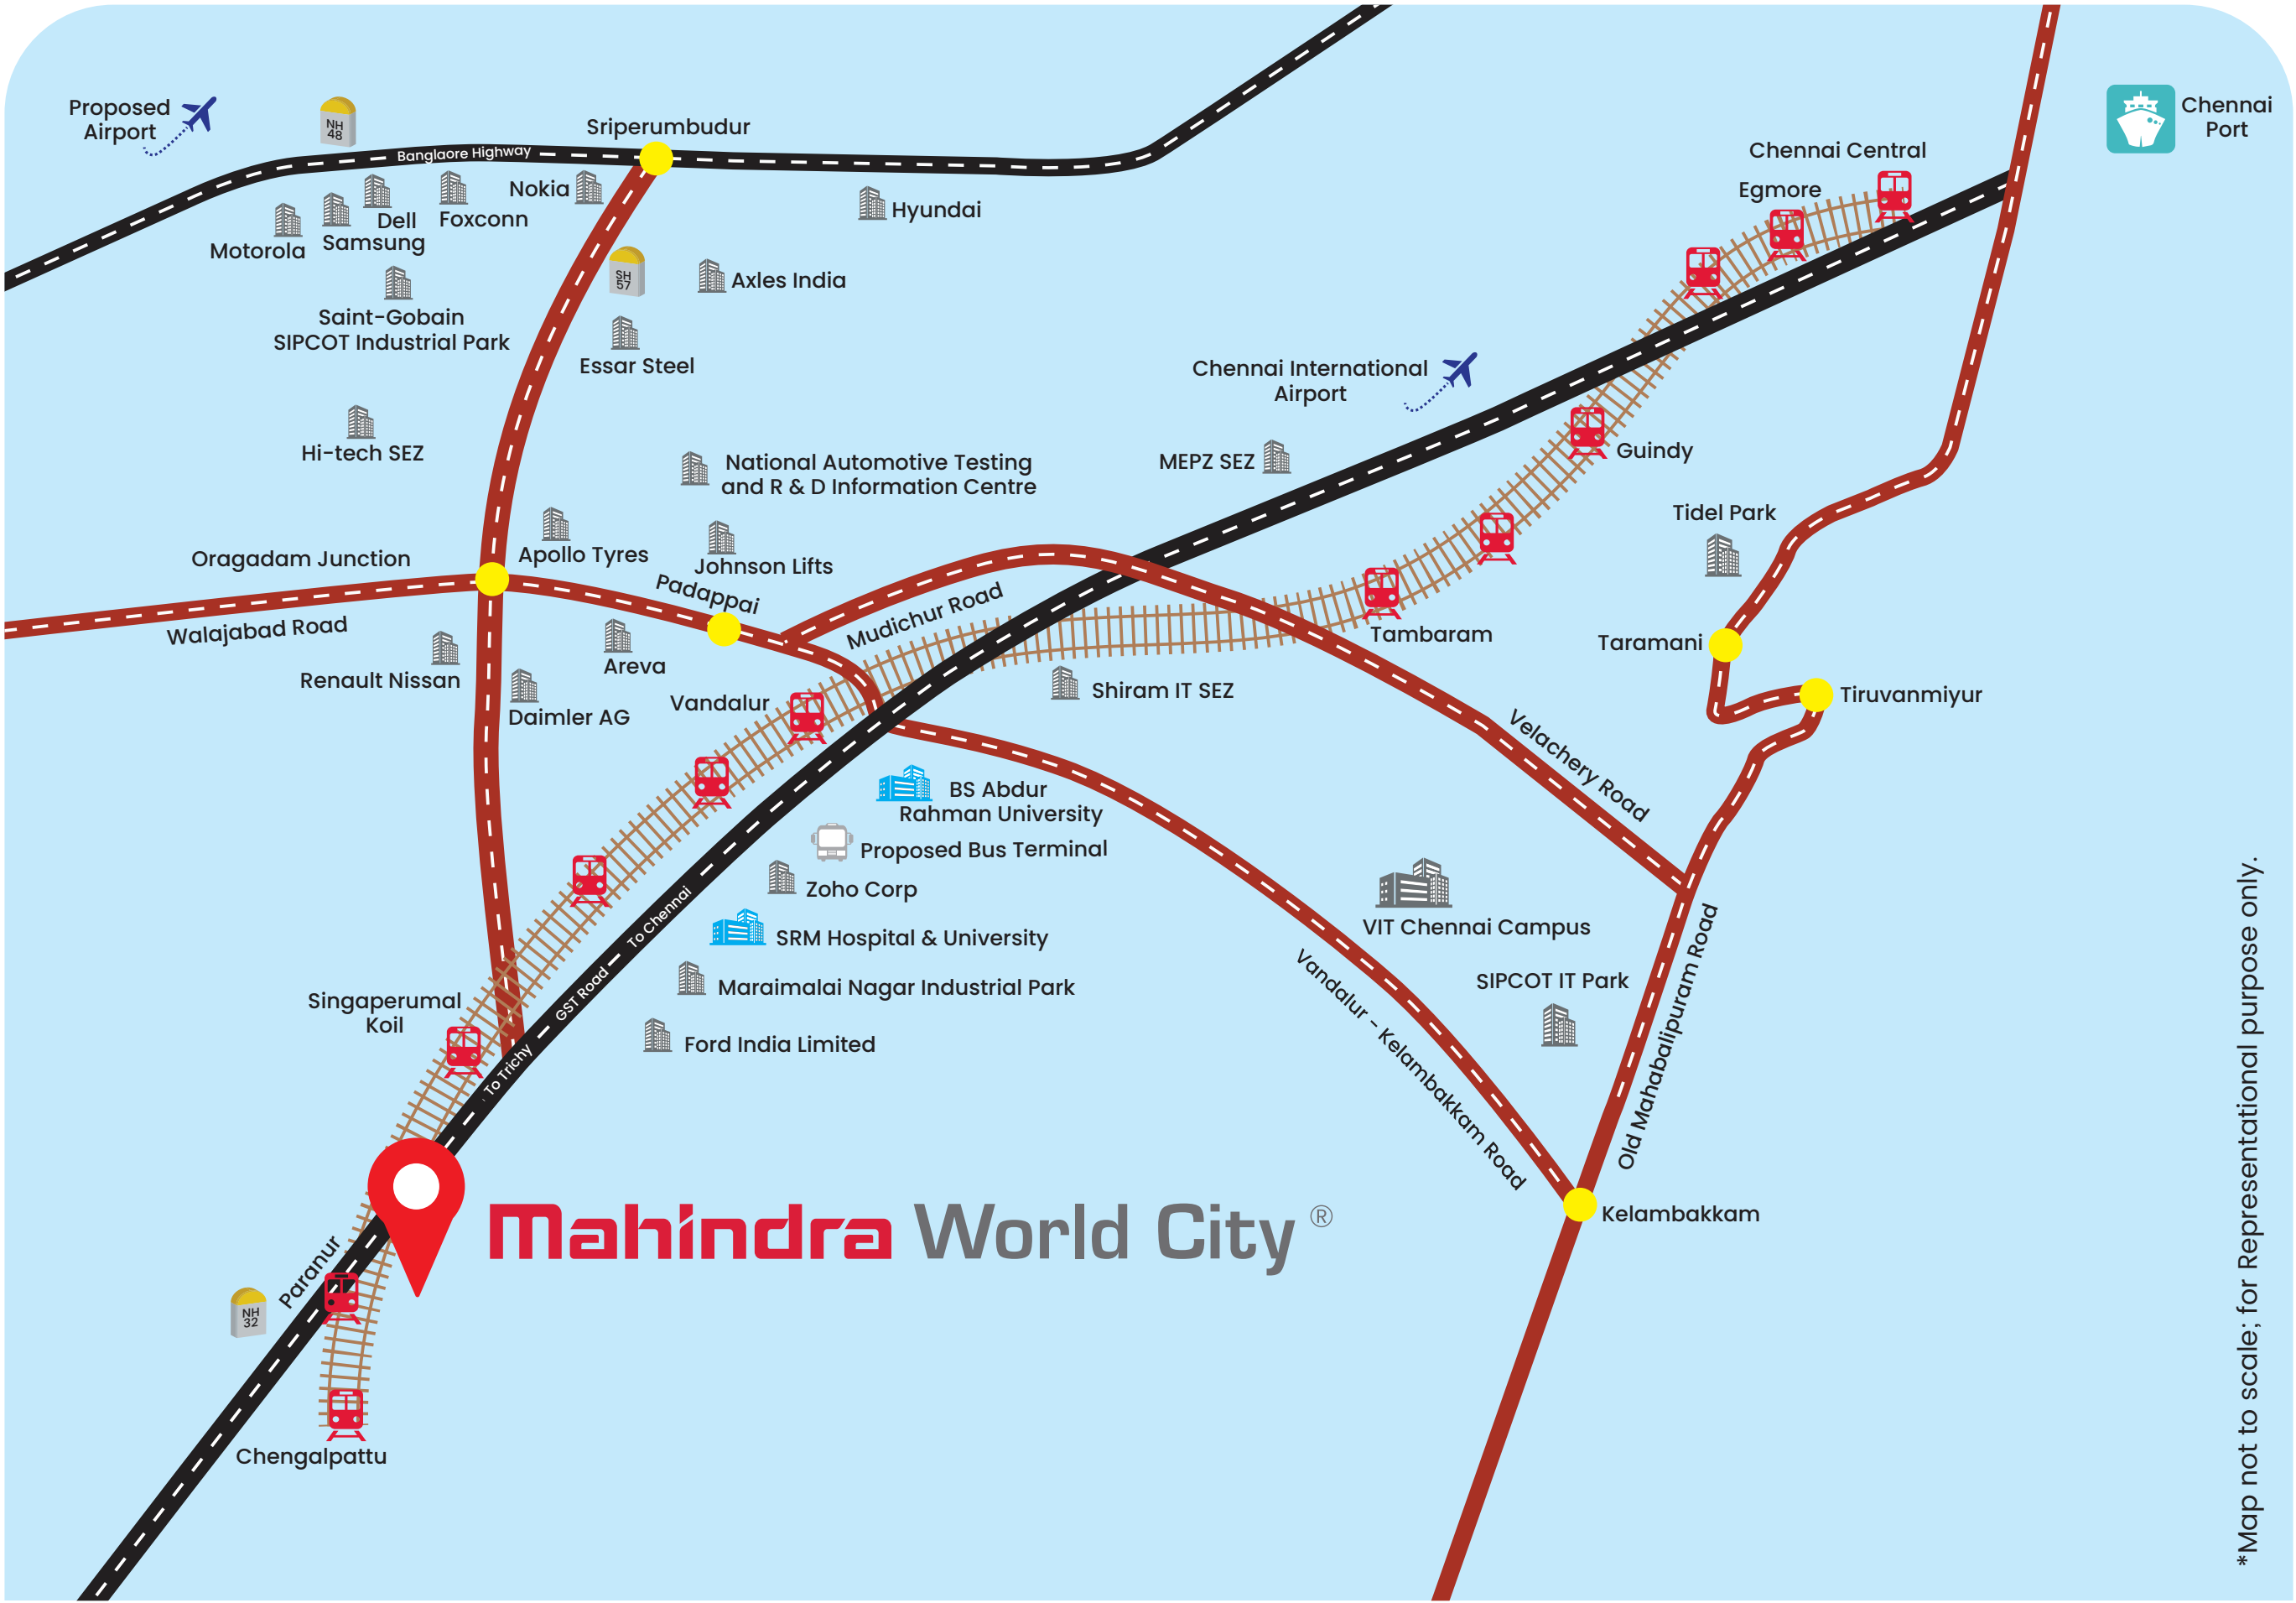 Proposed
Airport
NH
48
Banglaore Highway
Sriperumbudur
Chennai
Port
Chennai Central
Egmore
Nokia
Dell
Foxconn
Hyundai
Motorola
Samsung
SH
57
Axles India
Saint-Gobain
SIPCOT Industrial Park
Essar Steel
Chennai International
Airport
Hi-tech SEZ
National Automotive Testing
and R & D Information Centre
MEPZ SEZ
Guindy
Tidel Park
Oragadam Junction
Apollo Tyres
Johnson Lifts
Padappai
Mudichur Road
Walajabad Road
Tambaram
Taramani
Renault Nissan
Areva
Daimler AG
Vandalur
Shiram IT SEZ
Tiruvanmiyur
Velachery Road
BS Abdur
Rahman University
Proposed Bus Terminal
Zoho Corp
SRM Hospital & University
VIT Chennai Campus
Maraimalai Nagar Industrial Park
SIPCOT IT Park
Ford India Limited
To Chennai
GST Road
To Trichy
Singaperumal
Koil
Vandalur - Kelambakkam Road
Old Mahabalipuram Road
Kelambakkam
Mahindra World City ®
Paranur
NH
32
Chengalpattu
*Map not to scale; for Representational purpose only.